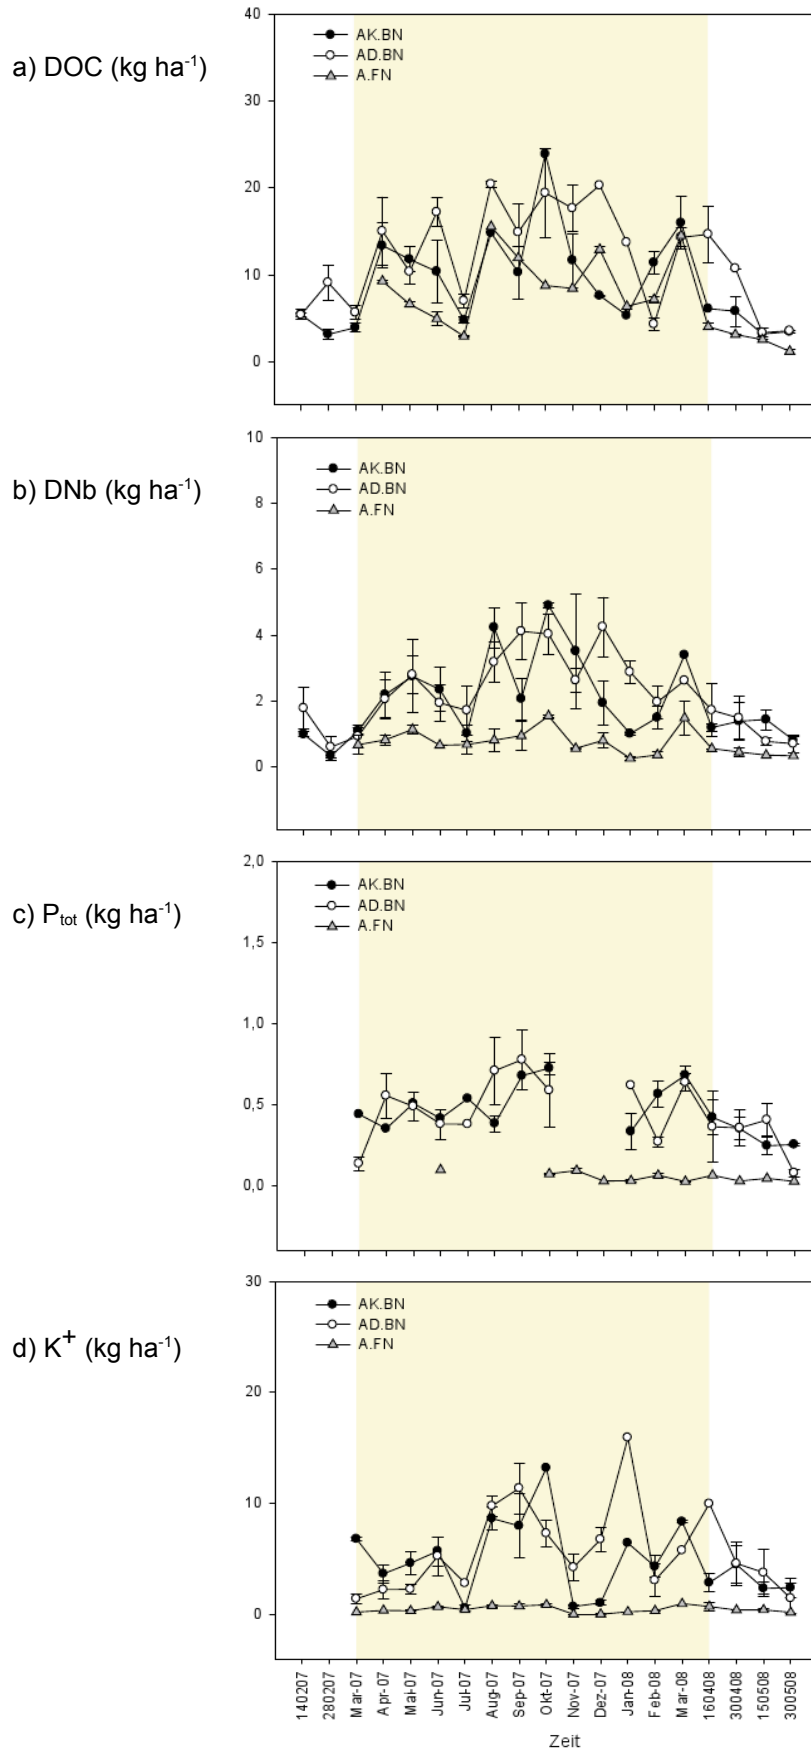 a) DOC (kg ha⁻¹)
40
30
20
10
0
AK.BN
AD.BN
A.FN
b) DNb (kg ha⁻¹)
10
8
6
4
2
0
AK.BN
AD.BN
A.FN
c) Pₜₒₜ (kg ha⁻¹)
2,0
1,5
1,0
0,5
0,0
AK.BN
AD.BN
A.FN
d) K⁺ (kg ha⁻¹)
30
20
10
0
AK.BN
AD.BN
A.FN
140207
280207
Mar-07
Apr-07
Mai-07
Jun-07
Jul-07
Aug-07
Sep-07
Okt-07
Nov-07
Dez-07
Jan-08
Feb-08
Mar-08
160408
300408
150508
300508
Zeit